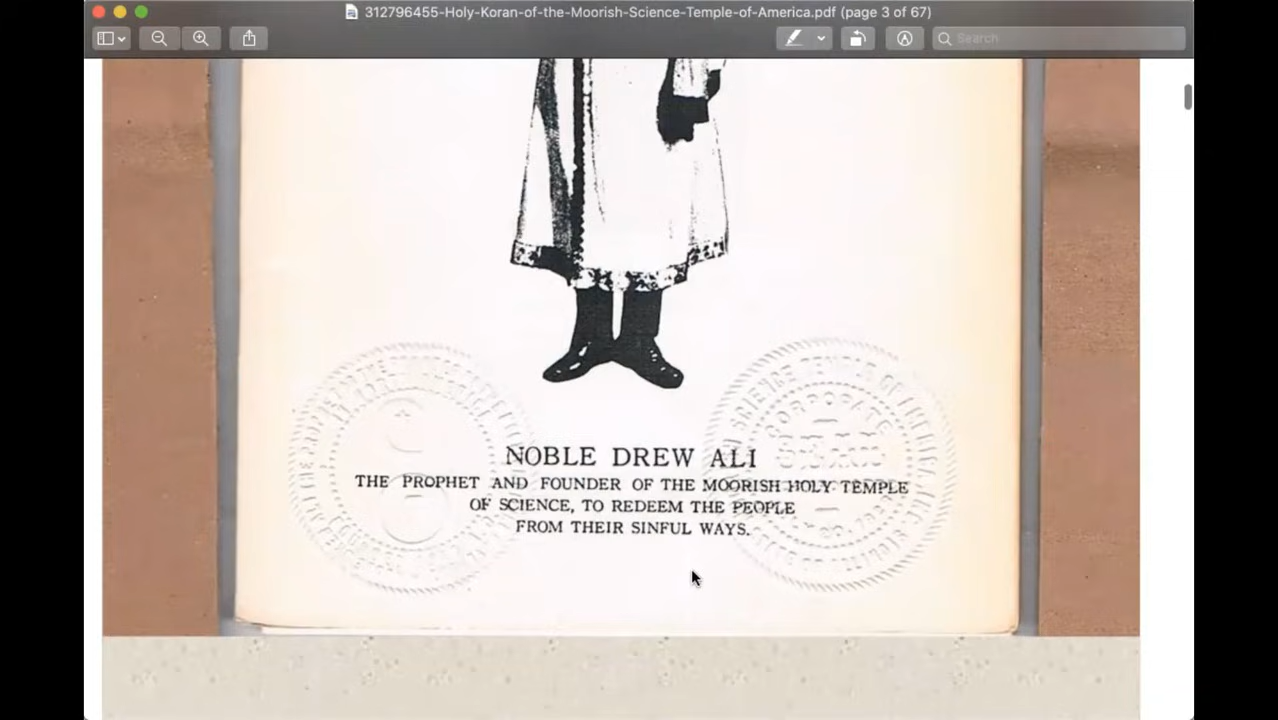 312796455-Holy-Koran-of-the-Moorish-Science-Temple-of-America.pdf (page 3 of 67)
Search
NOBLE DREW ALI
THE PROPHET AND FOUNDER OF THE MOORISH HOLY TEMPLE
OF SCIENCE, TO REDEEM THE PEOPLE
FROM THEIR SINFUL WAYS.
CORPORATE